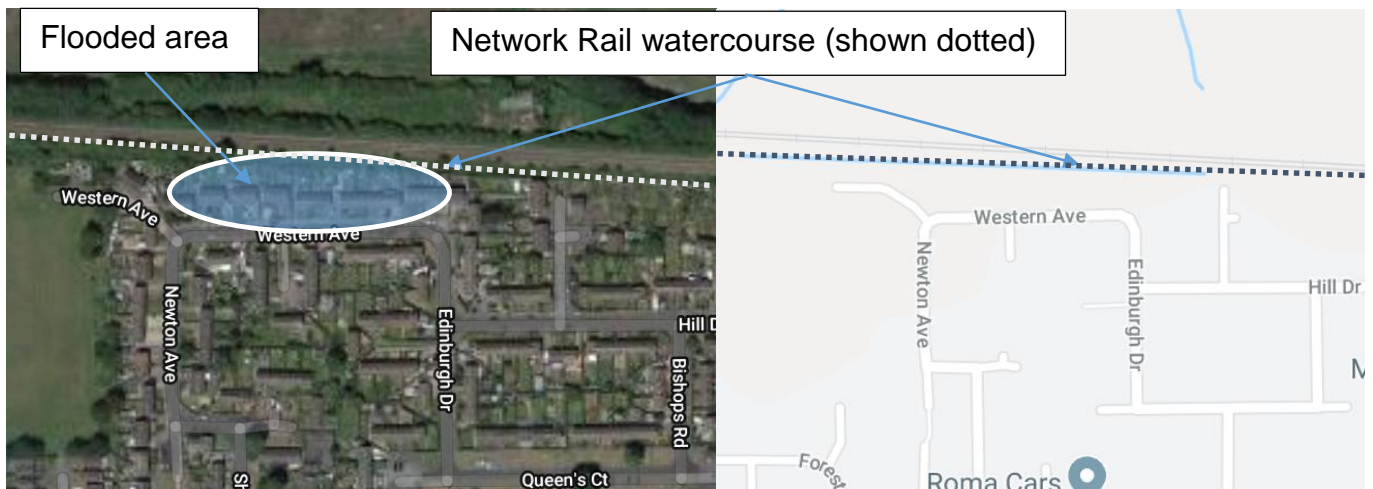 Flooded area
Network Rail watercourse (shown dotted)
Western Ave
Western Ave
Newton Ave
Edinburgh Dr
Hill D
Bishops Rd
Sh
Queen's Ct
Western Ave
Newton Ave
Edinburgh Dr
Hill Dr
M
Forest
Roma Cars